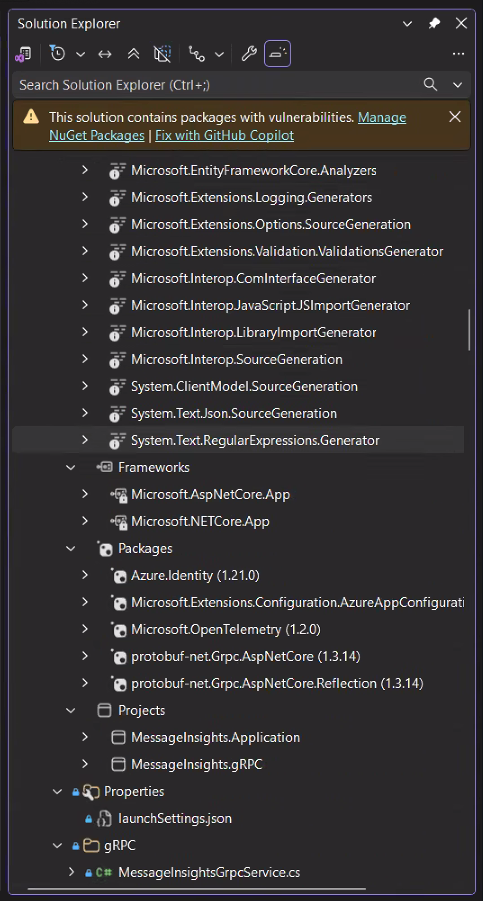 Solution Explorer
Search Solution Explorer (Ctrl+;)
This solution contains packages with vulnerabilities. Manage
NuGet Packages | Fix with GitHub Copilot
Microsoft.EntityFrameworkCore.Analyzers
Microsoft.Extensions.Logging.Generators
Microsoft.Extensions.Options.SourceGeneration
Microsoft.Extensions.Validation.ValidationsGenerator
Microsoft.Interop.ComInterfaceGenerator
Microsoft.Interop.JavaScript.JSImportGenerator
Microsoft.Interop.LibraryImportGenerator
Microsoft.Interop.SourceGeneration
System.ClientModel.SourceGeneration
System.Text.Json.SourceGeneration
System.Text.RegularExpressions.Generator
Frameworks
Microsoft.AspNetCore.App
Microsoft.NETCore.App
Packages
Azure.Identity (1.21.0)
Microsoft.Extensions.Configuration.AzureAppConfigurati
Microsoft.OpenTelemetry (1.2.0)
protobuf-net.Grpc.AspNetCore (1.3.14)
protobuf-net.Grpc.AspNetCore.Reflection (1.3.14)
Projects
MessageInsights.Application
MessageInsights.gRPC
Properties
launchSettings.json
gRPC
C# MessageInsightsGrpcService.cs